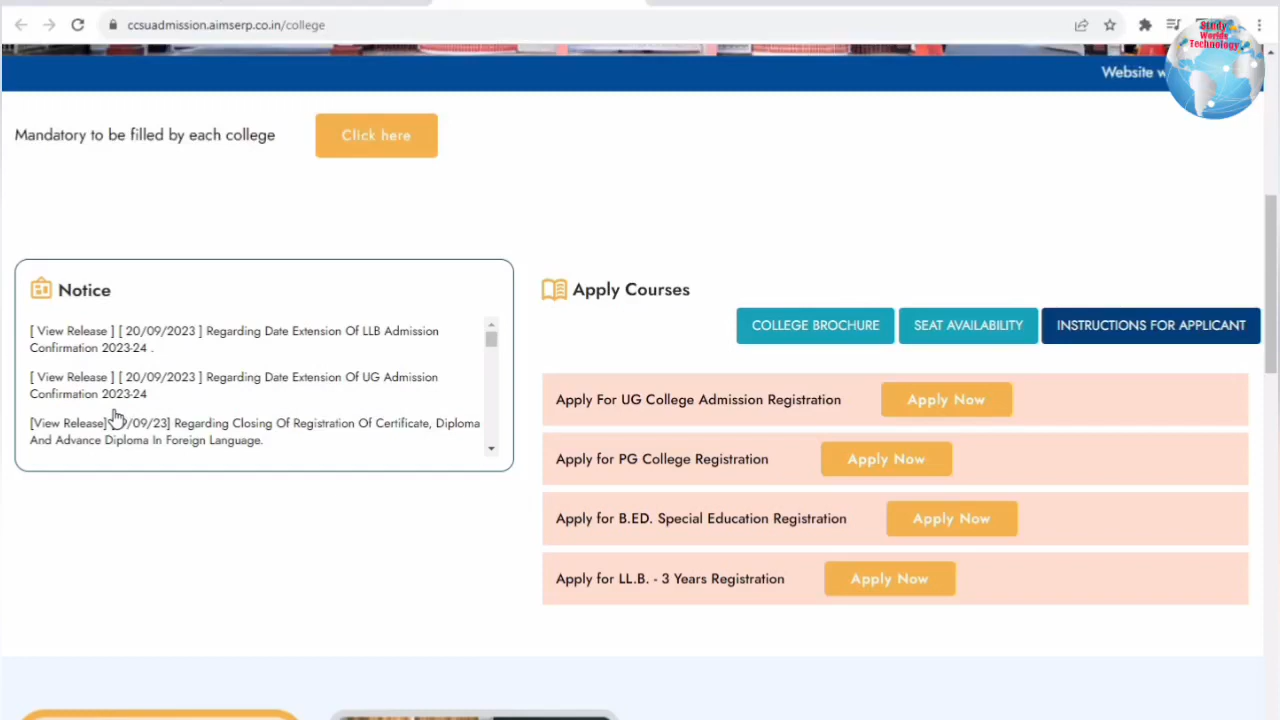 ccsuadmission.aimserp.co.in/college
Study
Worlds
Technology
Website
Mandatory to be filled by each college
Click here
Notice
[ View Release ] [ 20/09/2023 ] Regarding Date Extension Of LLB Admission
Confirmation 2023-24 .
[ View Release ] [ 20/09/2023 ] Regarding Date Extension Of UG Admission
Confirmation 2023-24
[View Release] /09/23] Regarding Closing Of Registration Of Certificate, Diploma
And Advance Diploma In Foreign Language.
Apply Courses
COLLEGE BROCHURE
SEAT AVAILABILITY
INSTRUCTIONS FOR APPLICANT
Apply For UG College Admission Registration
Apply Now
Apply for PG College Registration
Apply Now
Apply for B.ED. Special Education Registration
Apply Now
Apply for LL.B. - 3 Years Registration
Apply Now